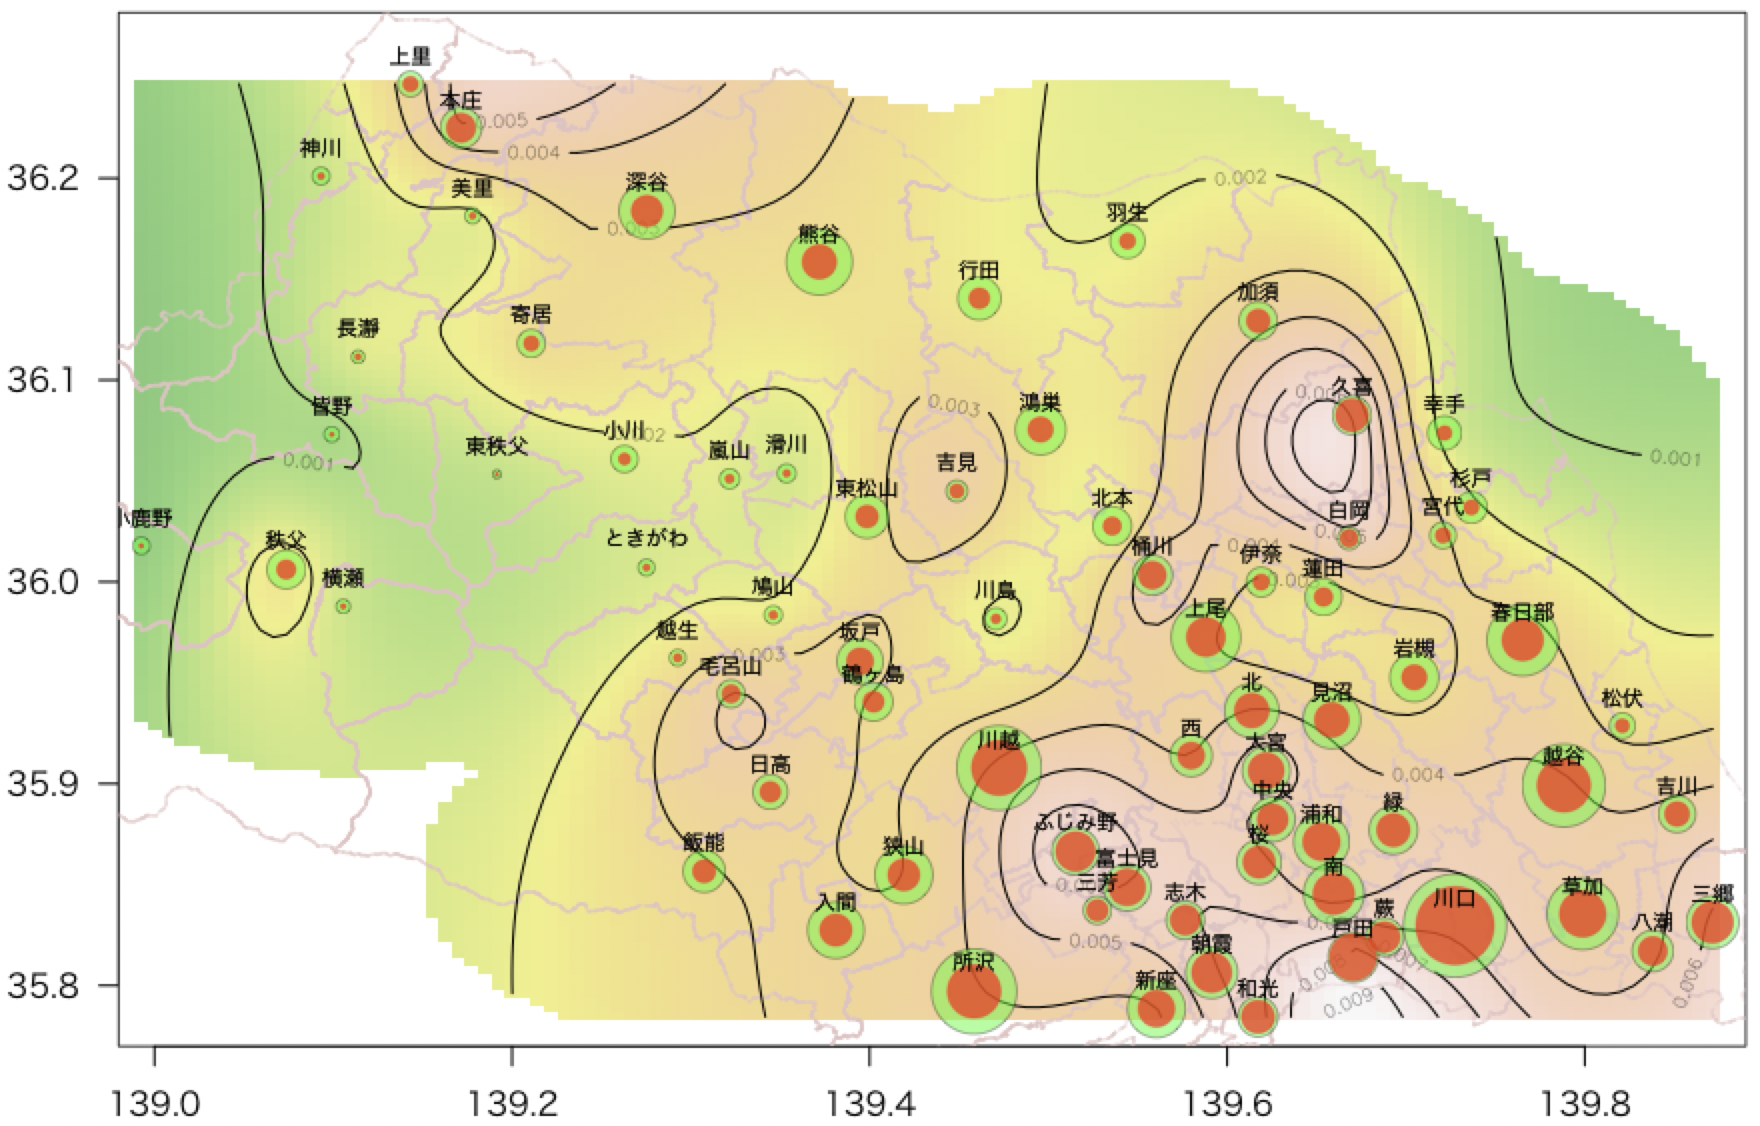 上里
本庄
0.005
神川
0.004
36.2
0.002
深谷
美里
羽生
熊谷
行田
加須
寄居
長瀞
36.1
久喜
0.003
鴻巣
幸手
皆野
小川
東秩父
嵐山
滑川
0.001
0.001
吉見
杉戸
東松山
北本
宮代
白岡
小鹿野
秩父
ときがわ
桶川
0.004
伊奈
蓮田
36.0
横瀬
鳩山
川島
上尾
春日部
越生
坂戸
0.003
岩槻
毛呂山
鶴ヶ島
北
見沼
松伏
西
川越
大宮
越谷
日高
0.004
35.9
中央
吉川
緑
浦和
ふじみ野
桜
飯能
狭山
富士見
南
三芳
草加
志木
川口
三郷
入間
蕨
八潮
戸田
0.005
朝霞
所沢
0.008
0.007
0.006
新座
35.8
和光
0.009
139.0
139.2
139.4
139.6
139.8